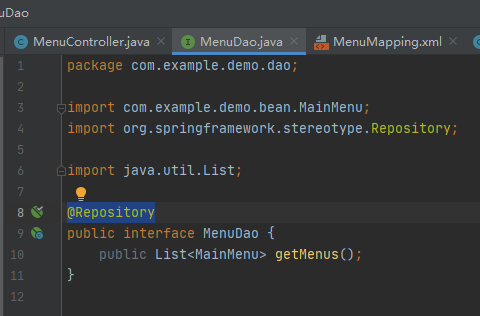 uDao
MenuController.java MenuDao.java MenuMapping.xml
1 package com.example.demo.dao;
2
3 import com.example.demo.bean.MainMenu;
4 import org.springframework.stereotype.Repository;
5
6 import java.util.List;
7
8 @Repository
9 public interface MenuDao {
10 public List<MainMenu> getMenus();
11 }
12